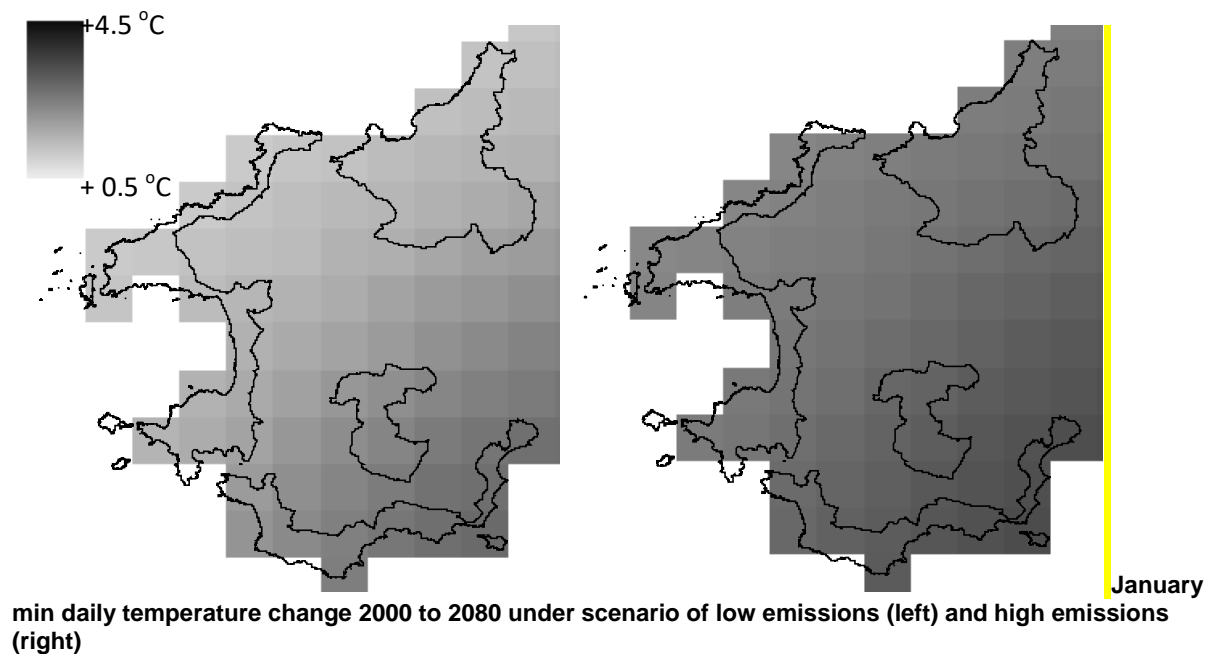 +4.5 °C
+ 0.5 °C
January
min daily temperature change 2000 to 2080 under scenario of low emissions (left) and high emissions
(right)